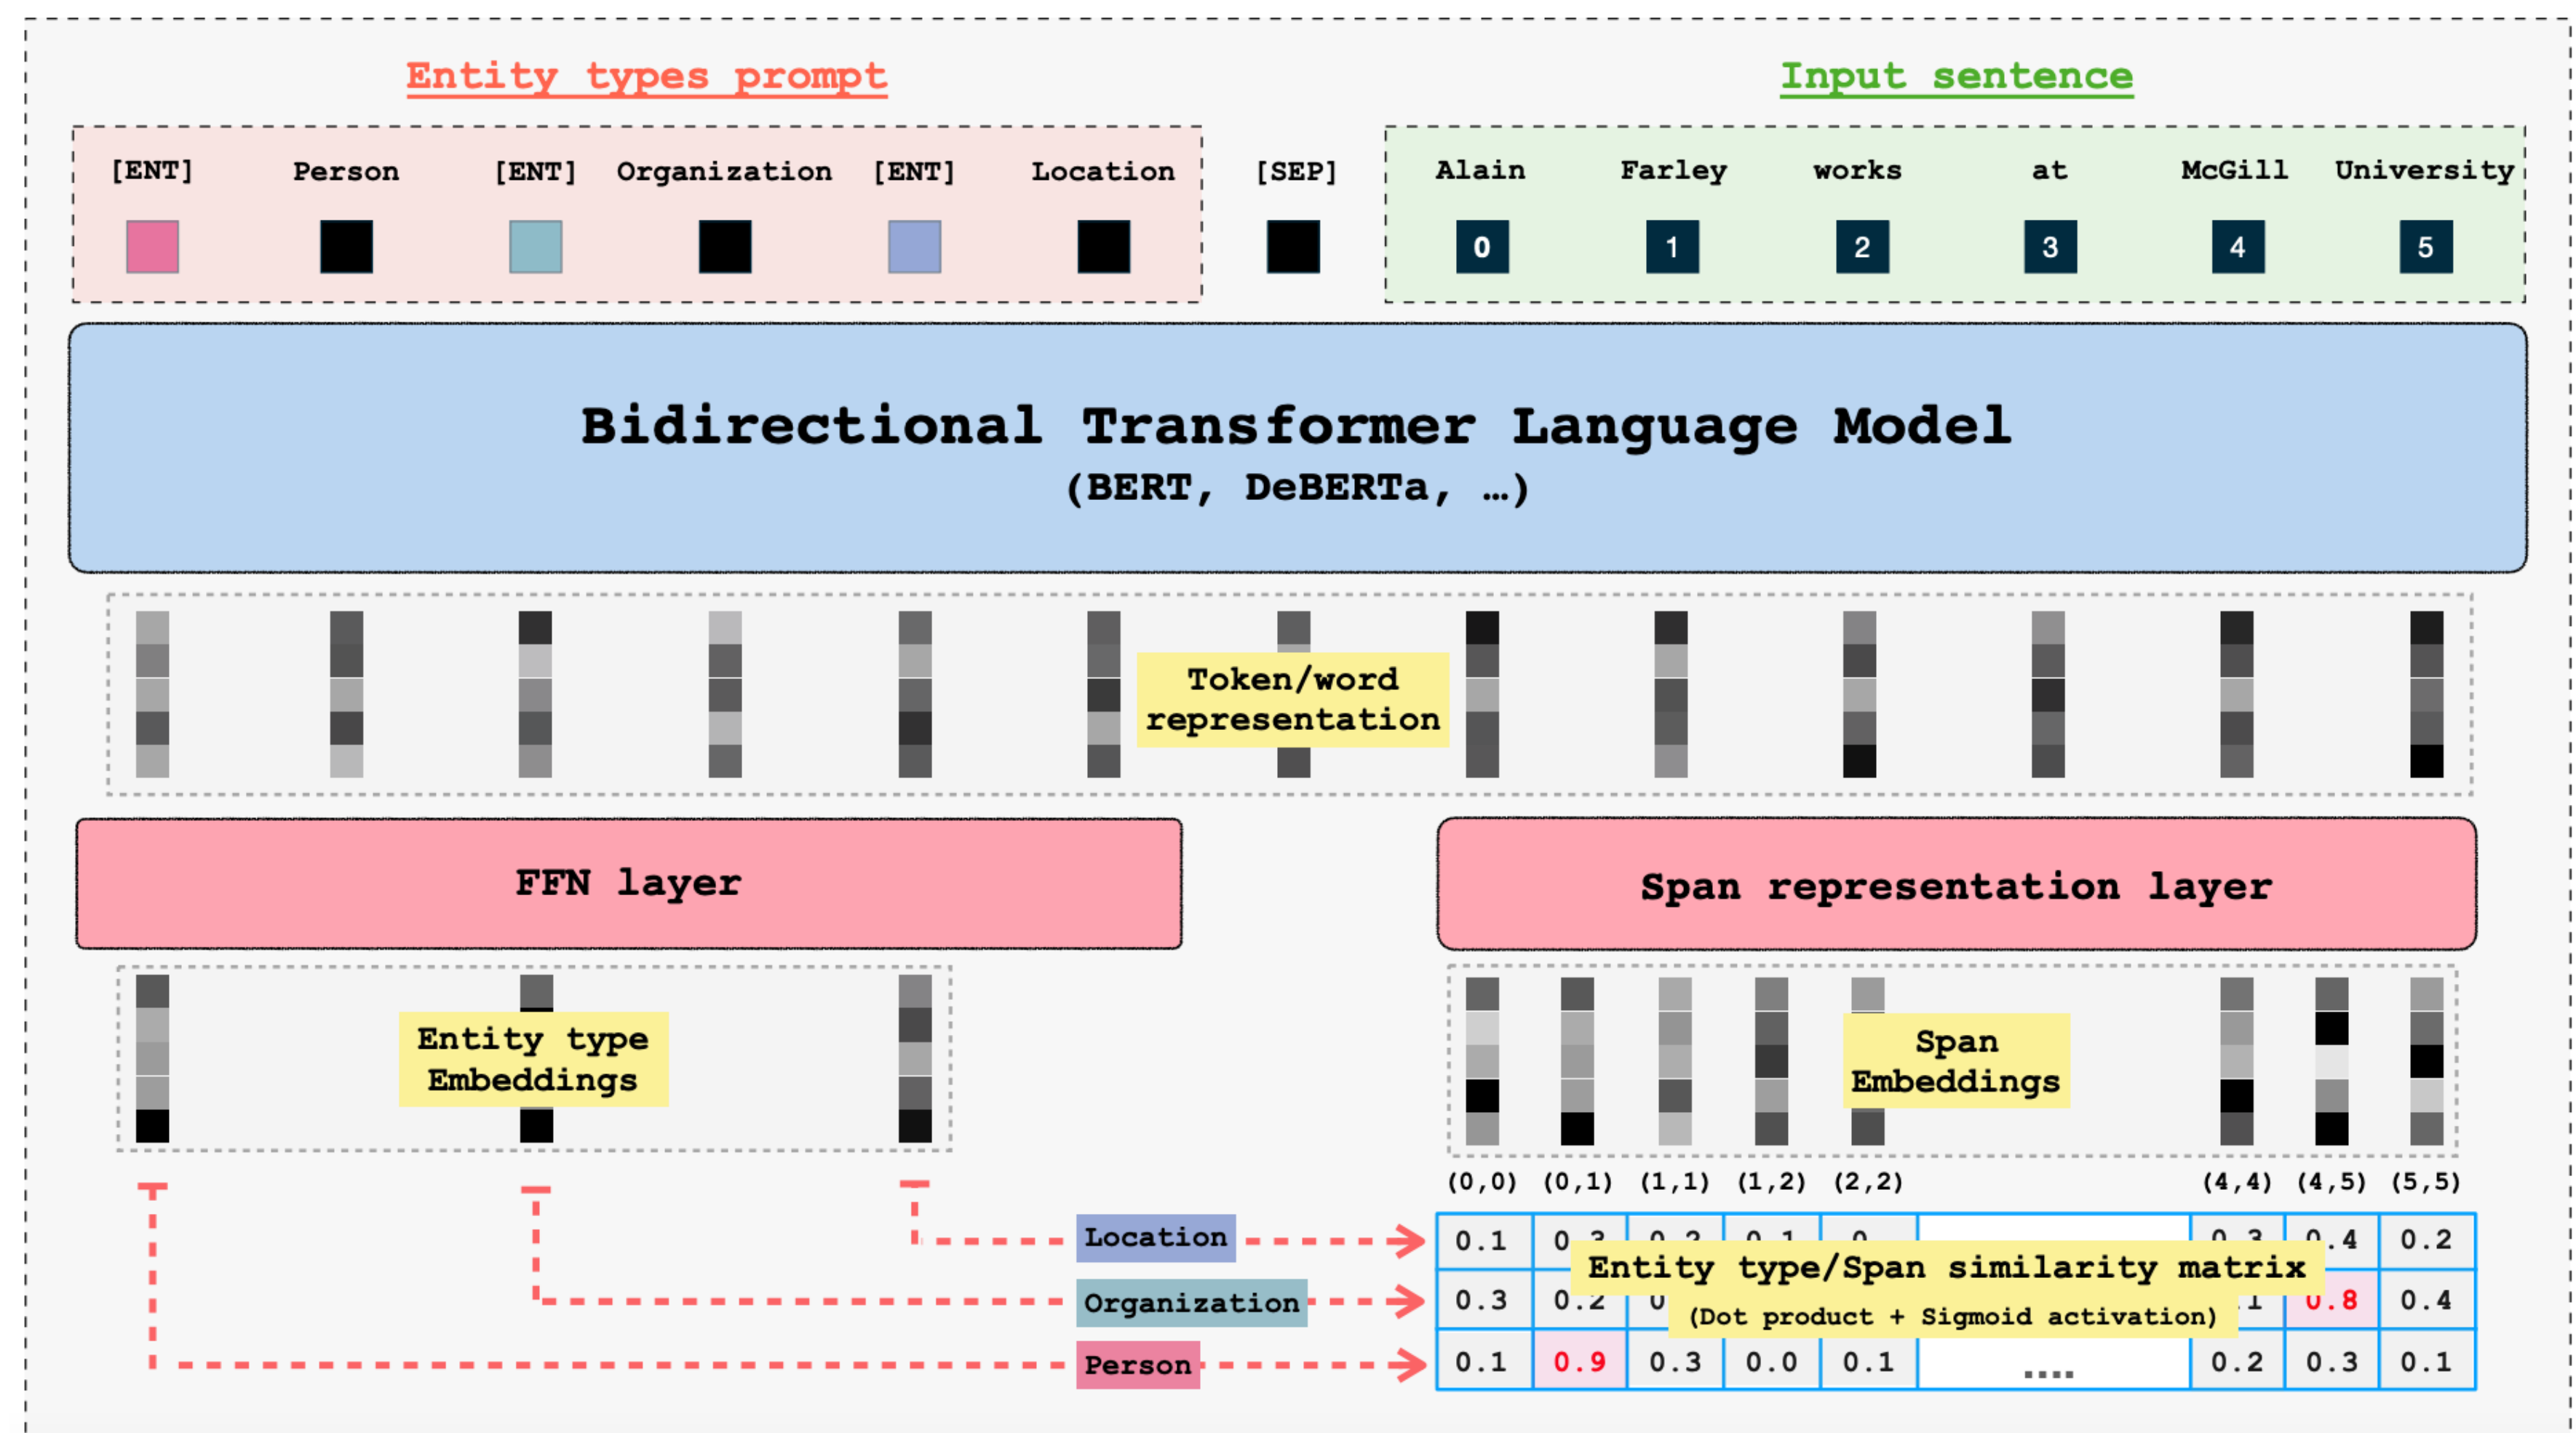 Entity types prompt
Input sentence
[ENT] Person [ENT] Organization [ENT] Location [SEP] Alain Farley works at McGill University
0 1 2 3 4 5
Bidirectional Transformer Language Model
(BERT, DeBERTa, …)
Token/word
representation
FFN layer
Span representation layer
Entity type
Embeddings
Span
Embeddings
(0,0) (0,1) (1,1) (1,2) (2,2) (4,4) (4,5) (5,5)
Location 0.1 0.2
Entity type/Span similarity matrix
Organization 0.3 0.2 0.8 0.4
(Dot product + Sigmoid activation)
Person 0.1 0.9 0.3 0.0 0.1 .... 0.2 0.3 0.1